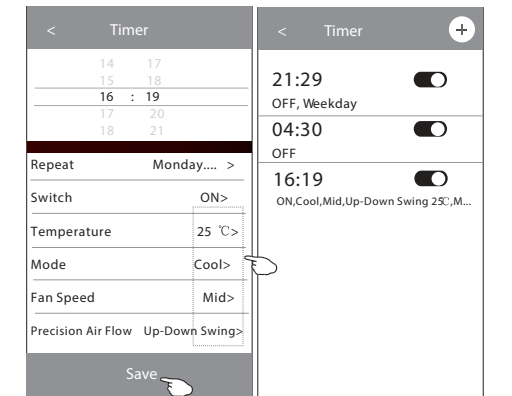 < Timer
14 17
15 18
16 : 19
17 20
18 21
Repeat Monday.... >
Switch ON>
Temperature 25 ℃>
Mode Cool>
Fan Speed Mid>
Precision Air Flow Up-Down Swing>
Save
< Timer +
21:29
OFF, Weekday
04:30
OFF
16:19
ON,Cool,Mid,Up-Down Swing 25℃,M...